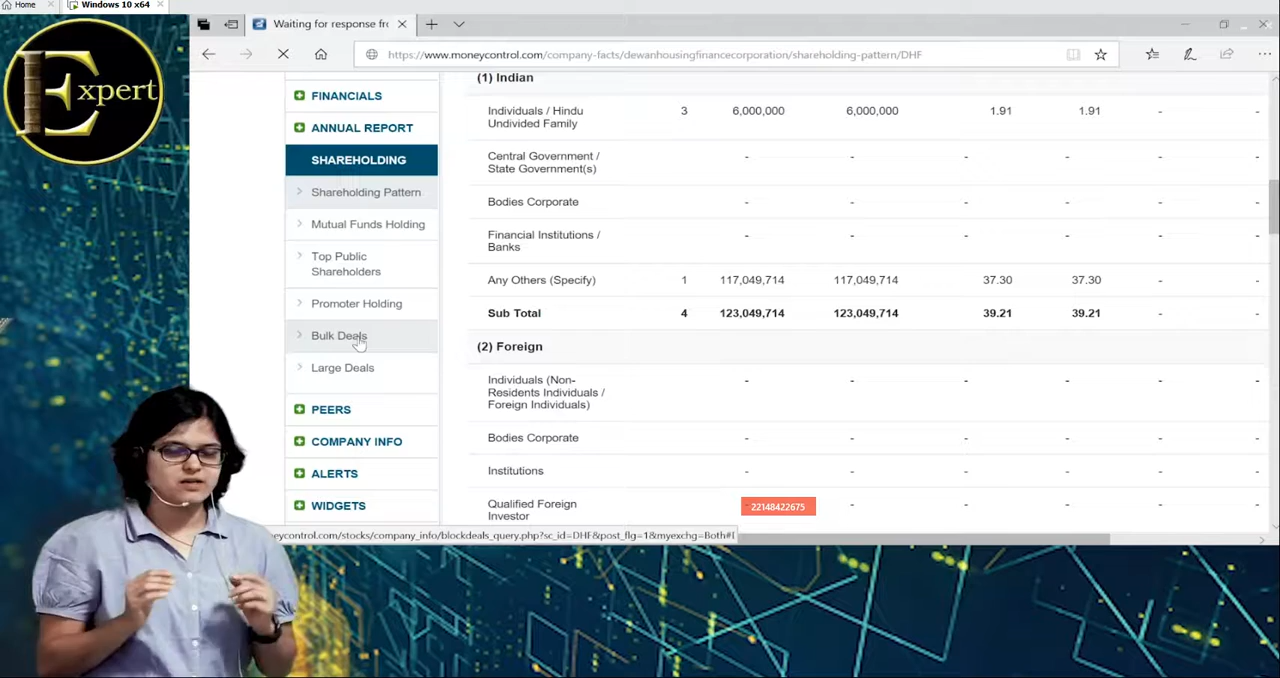 Home
Windows 10 x64
Expert
Waiting for response fr
https://www.moneycontrol.com/company-facts/dewanhousingfinancecorporation/shareholding-pattern/DHF
FINANCIALS
ANNUAL REPORT
SHAREHOLDING
Shareholding Pattern
Mutual Funds Holding
Top Public
Shareholders
Promoter Holding
Bulk Deals
Large Deals
PEERS
COMPANY INFO
ALERTS
WIDGETS
(1) Indian
Individuals / Hindu
Undivided Family
3 6,000,000 6,000,000 1.91 1.91 - -
Central Government /
State Government(s)
- - - - - -
Bodies Corporate - - - - - -
Financial Institutions /
Banks
- - - - - -
Any Others (Specify) 1 117,049,714 117,049,714 37.30 37.30 - -
Sub Total 4 123,049,714 123,049,714 39.21 39.21 - -
(2) Foreign
Individuals (Non-
Residents Individuals /
Foreign Individuals)
- - - - - -
Bodies Corporate - - - - - -
Institutions - - - - - -
Qualified Foreign
Investor
22148422675 - - - - -
neycontrol.com/stocks/company_info/blockdeals_query.php?sc_id=DHF&post_flg=1&myexchg=Both#